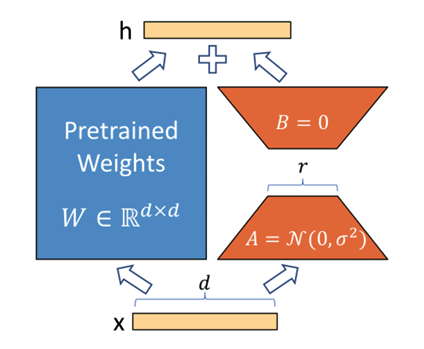 h
Pretrained
Weights
W ∈ ℝ^{d×d}
B = 0
r
A = 𝒩(0, σ²)
d
x